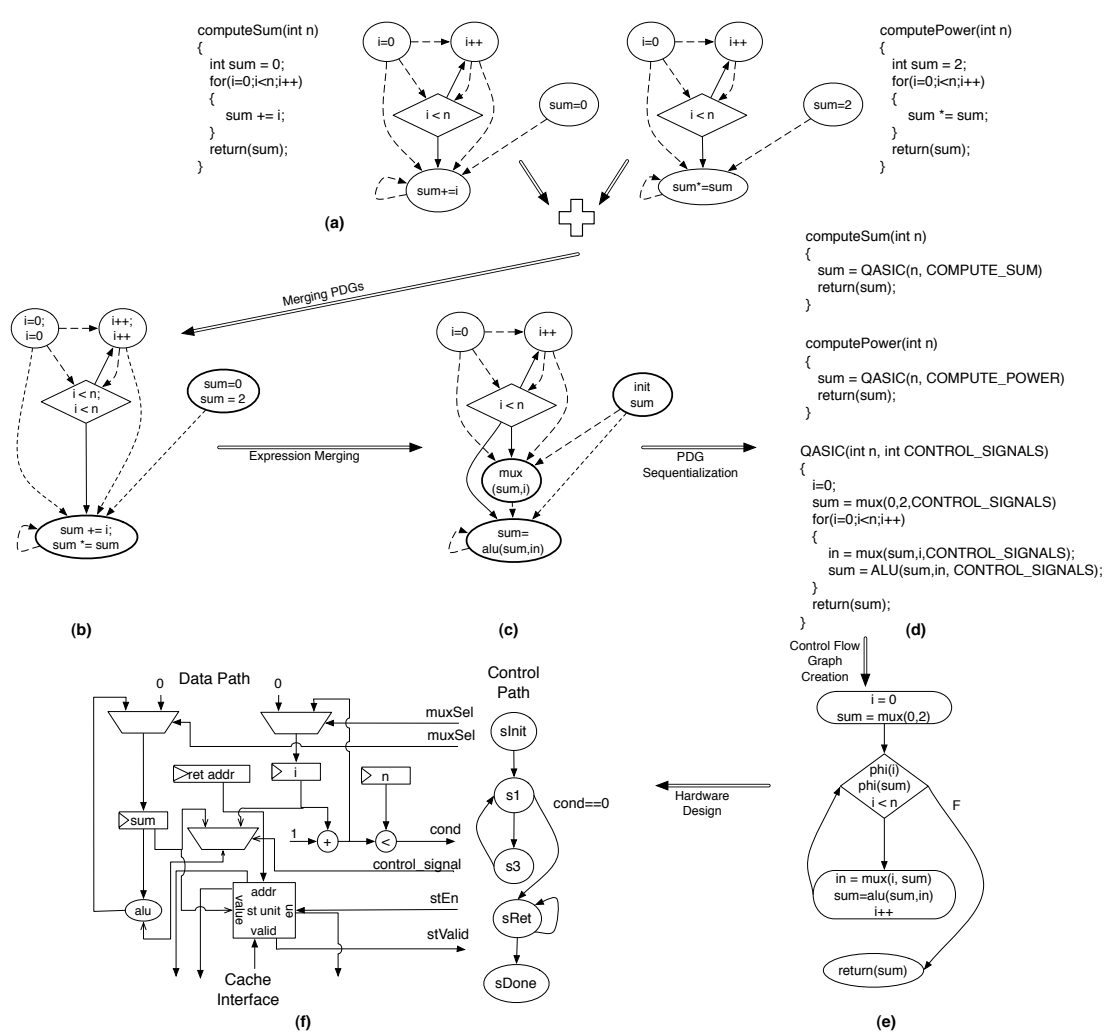 computeSum(int n)
{
int sum = 0;
for(i=0;i<n;i++)
{
sum += i;
}
return(sum);
}
i=0
i++
i < n
sum=0
sum+=i
i=0
i++
i < n
sum=2
sum*=sum
computePower(int n)
{
int sum = 2;
for(i=0;i<n;i++)
{
sum *= sum;
}
return(sum);
}
(a)
Merging PDGs
i=0;
i=0
i++;
i++
i < n;
i < n
sum=0
sum = 2
sum += i;
sum *= sum
(b)
Expression Merging
i=0
i++
i < n
init
sum
mux
(sum,i)
sum=
alu(sum,in)
(c)
PDG
Sequentialization
computeSum(int n)
{
sum = QASIC(n, COMPUTE_SUM)
return(sum);
}
computePower(int n)
{
sum = QASIC(n, COMPUTE_POWER)
return(sum);
}
QASIC(int n, int CONTROL_SIGNALS)
{
i=0;
sum = mux(0,2,CONTROL_SIGNALS)
for(i=0;i<n;i++)
{
in = mux(sum,i,CONTROL_SIGNALS);
sum = ALU(sum,in, CONTROL_SIGNALS);
}
return(sum);
}
(d)
Control Flow
Graph
Creation
i = 0
sum = mux(0,2)
phi(i)
phi(sum)
i < n
F
in = mux(i, sum)
sum=alu(sum,in)
i++
return(sum)
(e)
Hardware
Design
Data Path
0
0
muxSel
muxSel
ret addr
i
n
sum
1
+
<
cond
control_signal
alu
addr
value
st unit
ue
valid
stEn
stValid
Cache
Interface
Control
Path
sInit
s1
cond==0
s3
sRet
sDone
(f)